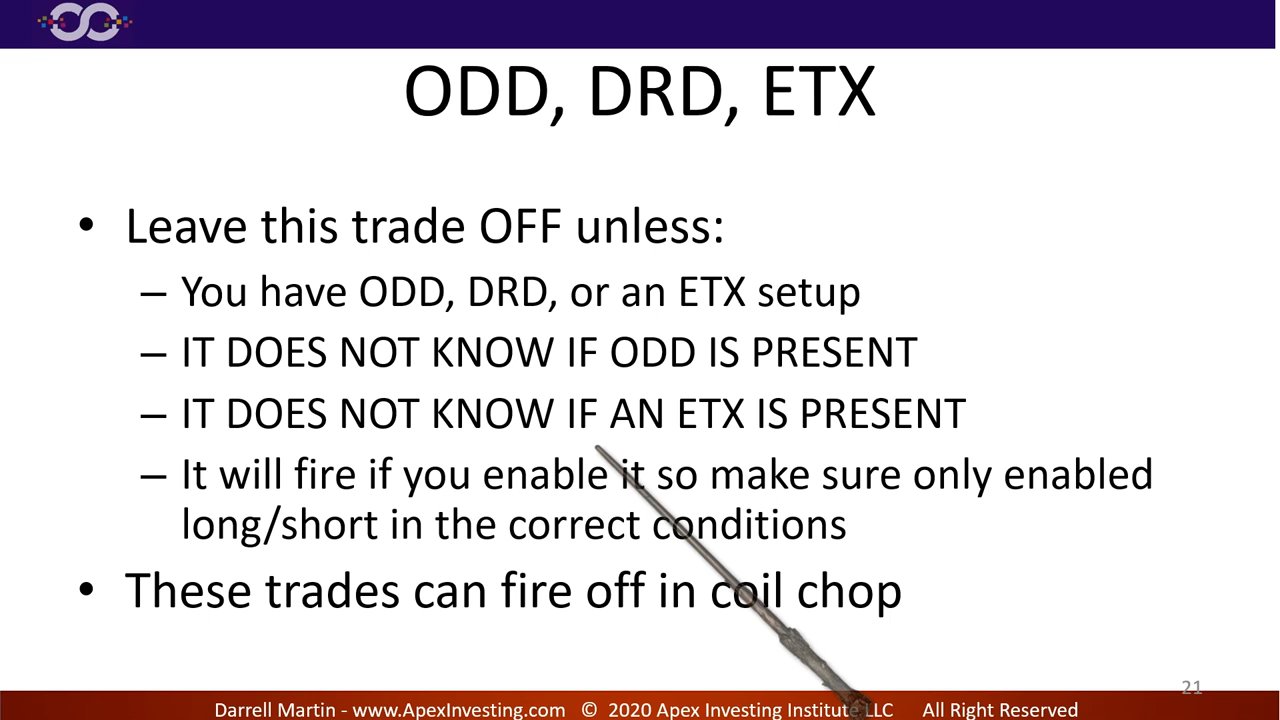 ODD, DRD, ETX
• Leave this trade OFF unless:
– You have ODD, DRD, or an ETX setup
– IT DOES NOT KNOW IF ODD IS PRESENT
– IT DOES NOT KNOW IF AN ETX IS PRESENT
– It will fire if you enable it so make sure only enabled
long/short in the correct conditions
• These trades can fire off in coil chop
21
Darrell Martin - www.ApexInvesting.com © 2020 Apex Investing Institute LLC All Right Reserved